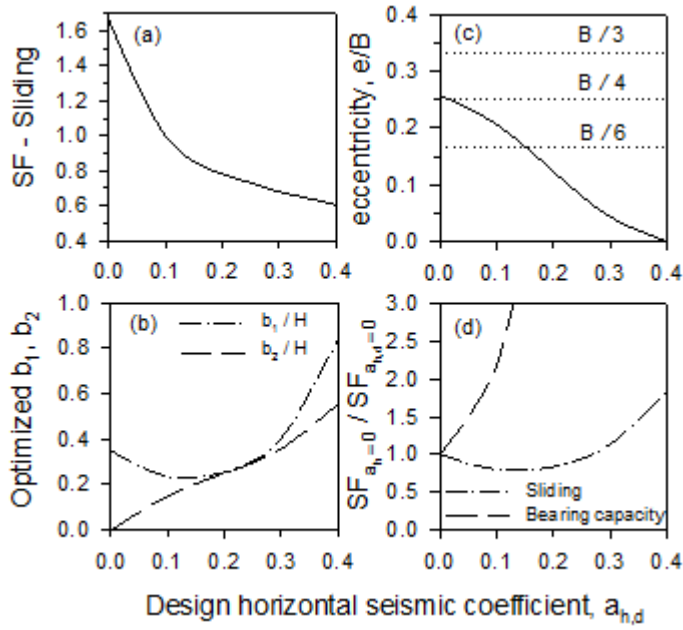 (a)
SF - Sliding
1.6
1.4
1.2
1.0
0.8
0.6
0.4
0.0 0.1 0.2 0.3 0.4
(c)
eccentricity, e/B
0.4
0.3
0.2
0.1
0.0
B / 3
B / 4
B / 6
0.0 0.1 0.2 0.3 0.4
(b)
Optimized b1, b2
1.0
0.8
0.6
0.4
0.2
0.0
b1 / H
b2 / H
0.0 0.1 0.2 0.3 0.4
(d)
SFah=0 / SFah,d=0
3.0
2.5
2.0
1.5
1.0
0.5
0.0
Sliding
Bearing capacity
0.0 0.1 0.2 0.3 0.4
Design horizontal seismic coefficient, ah,d